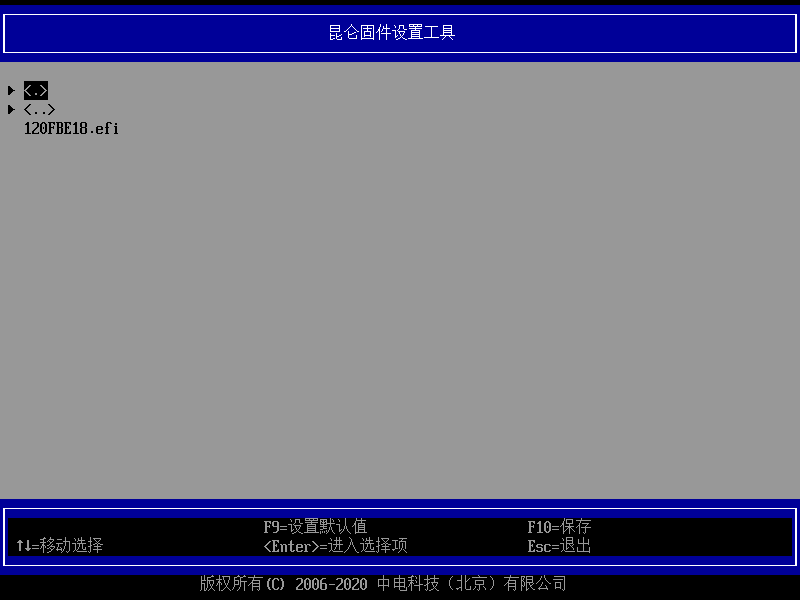 昆仑固件设置工具
<.>
<..>
120FBE18.efi
F9=设置默认值 F10=保存
↑↓=移动选择 <Enter>=进入选择项 Esc=退出
版权所有(C) 2006-2020 中电科技（北京）有限公司